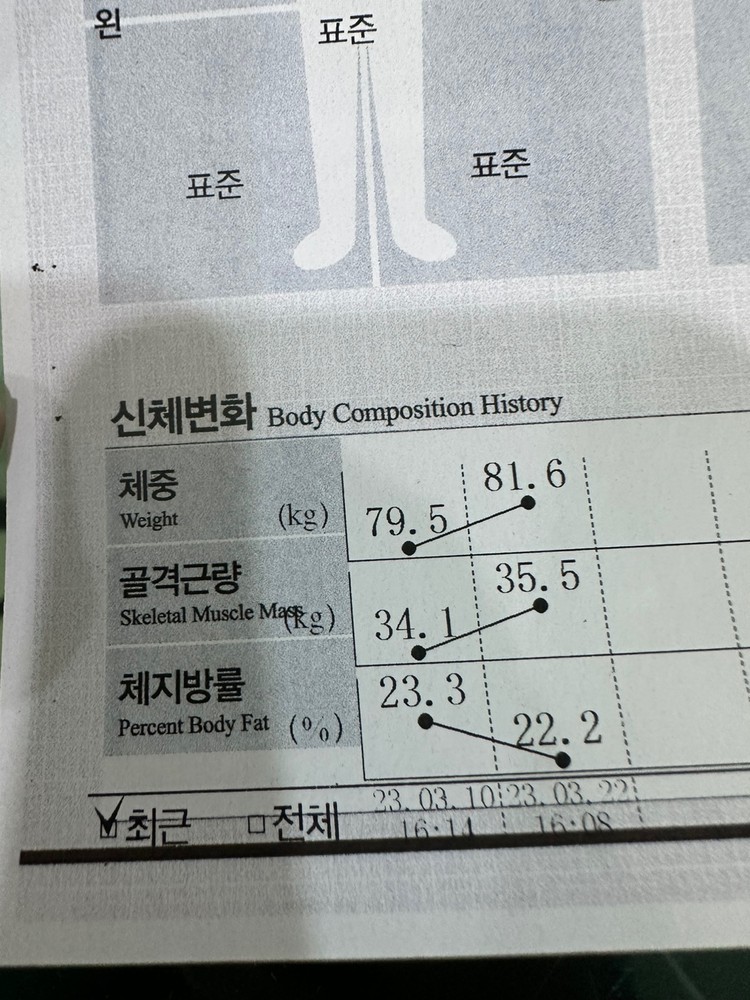 왼
표준
표준
표준
신체변화 Body Composition History
체중
Weight (kg)
79.5 81.6
골격근량
Skeletal Muscle Mass (kg)
34.1 35.5
체지방률
Percent Body Fat (%)
23.3 22.2
최근 전체 23.03.10 23.03.22
16:14 16:08